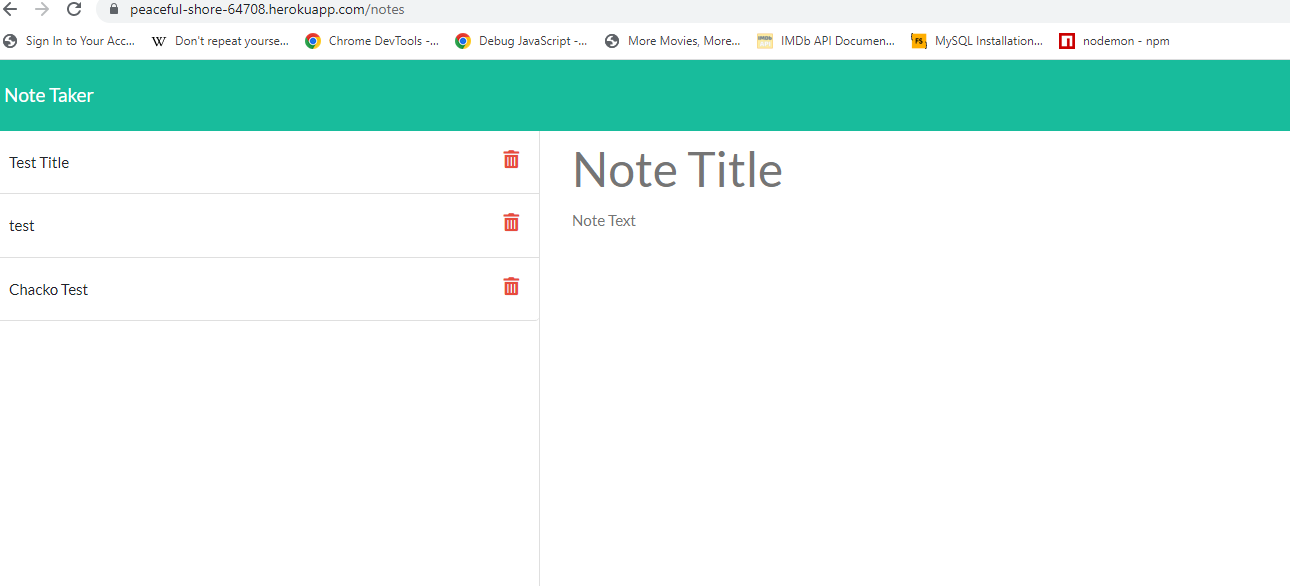 peaceful-shore-64708.herokuapp.com/notes
Sign In to Your Acc... W Don't repeat yourse... Chrome DevTools -... Debug JavaScript -... More Movies, More... IMDb API Documen... FS MySQL Installation... nodemon - npm
Note Taker
Test Title
test
Chacko Test
Note Title
Note Text